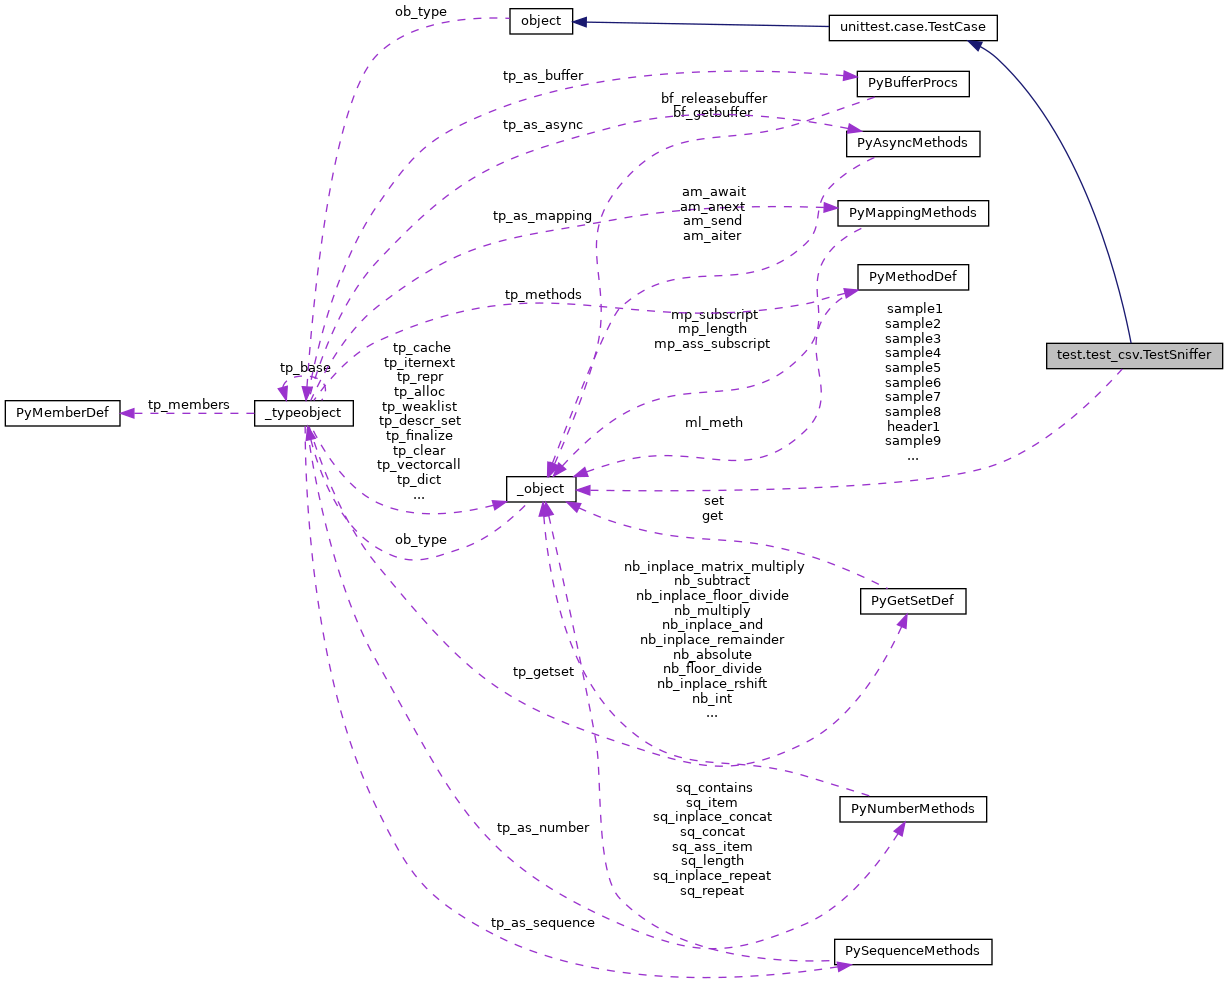 ob_type
object
unittest.case.TestCase
tp_as_buffer
PyBufferProcs
bf_releasebuffer
bf_getbuffer
tp_as_async
PyAsyncMethods
am_await
am_anext
am_send
am_aiter
tp_as_mapping
PyMappingMethods
PyMethodDef
tp_methods
mp_subscript
mp_length
mp_ass_subscript
sample1
sample2
sample3
sample4
sample5
sample6
sample7
sample8
header1
sample9
...
test.test_csv.TestSniffer
tp_base
tp_cache
tp_iternext
tp_repr
tp_alloc
tp_weaklist
tp_descr_set
tp_finalize
tp_clear
tp_vectorcall
tp_dict
...
PyMemberDef
tp_members
_typeobject
ml_meth
_object
set
get
ob_type
nb_inplace_matrix_multiply
nb_subtract
nb_inplace_floor_divide
nb_multiply
nb_inplace_and
nb_inplace_remainder
nb_absolute
nb_floor_divide
nb_inplace_rshift
nb_int
...
PyGetSetDef
tp_getset
sq_contains
sq_item
sq_inplace_concat
sq_concat
sq_ass_item
sq_length
sq_inplace_repeat
sq_repeat
PyNumberMethods
tp_as_number
tp_as_sequence
PySequenceMethods